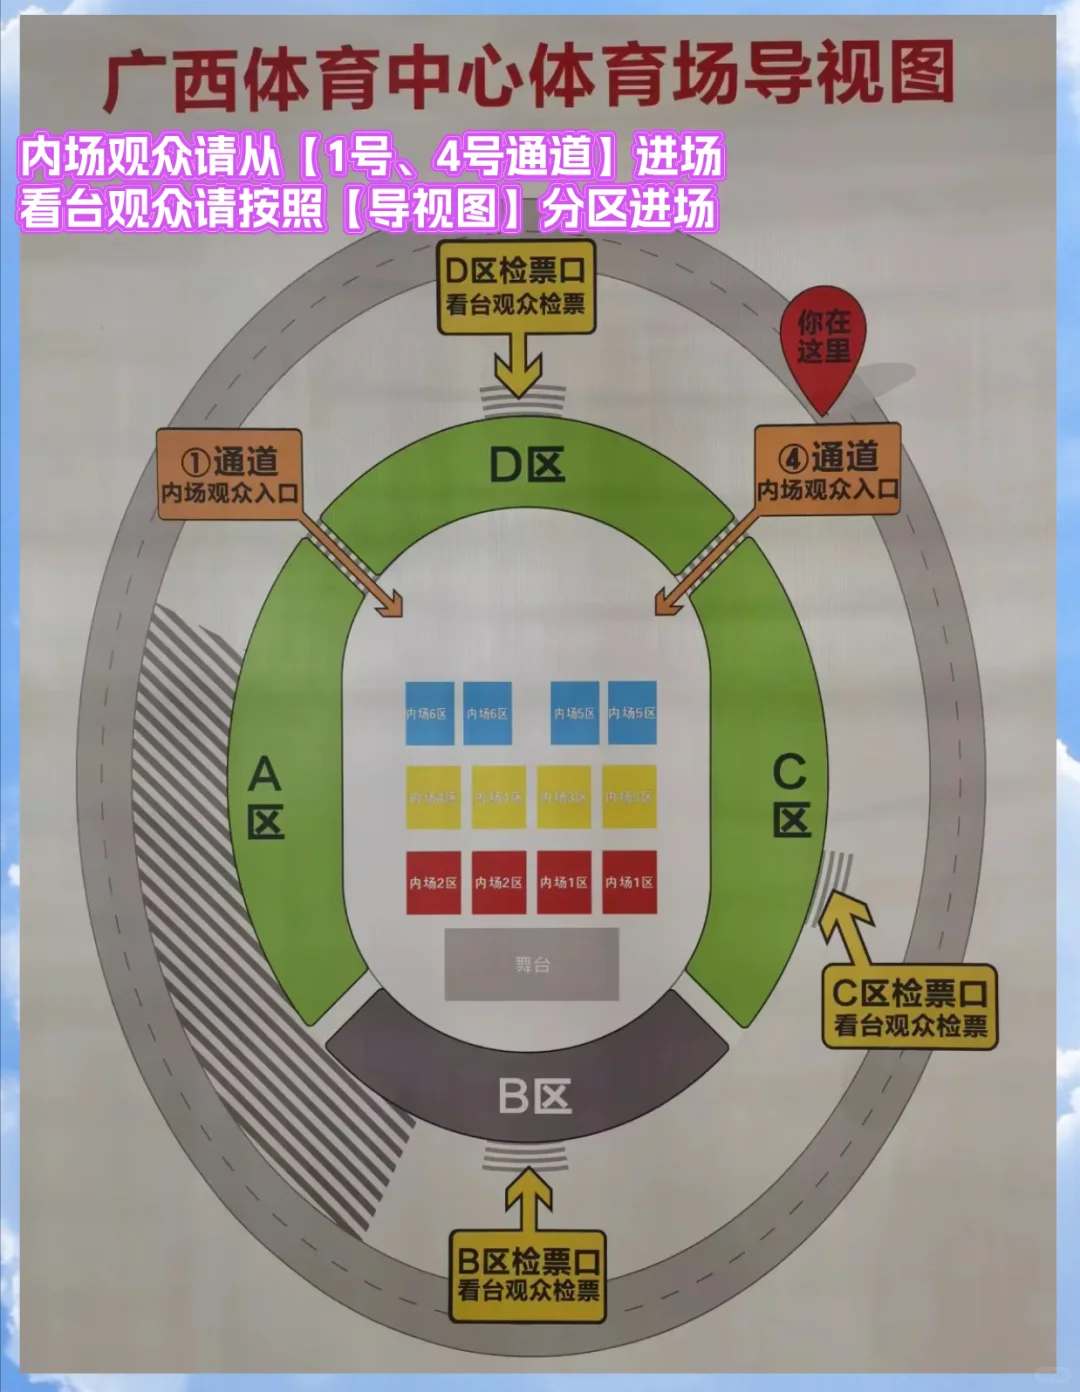 广西体育中心体育场导视图
内场观众请从【1号、4号通道】进场
看台观众请按照【导视图】分区进场
D区检票口
看台观众检票
你在
这里
①通道
内场观众入口
④通道
内场观众入口
D区
A
区
C
区
内场6区 内场6区 内场5区 内场5区
内场4区 内场4区 内场3区
内场2区 内场2区 内场1区 内场1区
舞台
C区检票口
看台观众检票
B区
B区检票口
看台观众检票